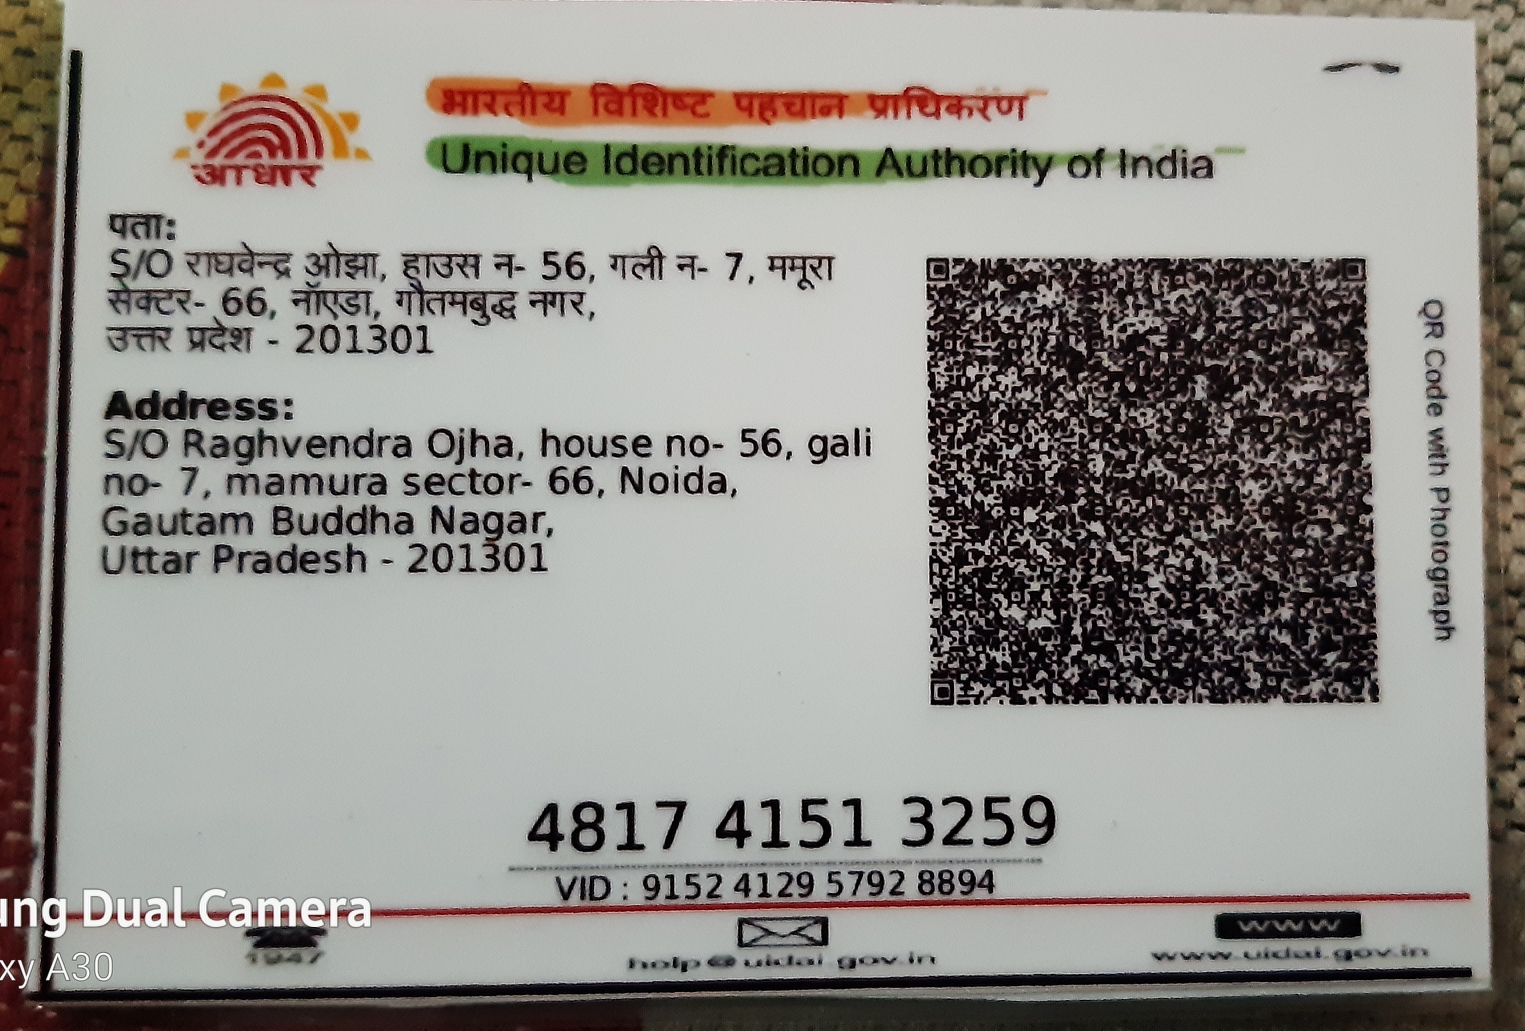 भारतीय विशिष्ट पहचान प्राधिकरण
Unique Identification Authority of India
आधार
पता:
S/O राघवेन्द्र ओझा, हाउस न- 56, गली न- 7, ममूरा
सेक्टर- 66, नॉएडा, गौतमबुद्ध नगर,
उत्तर प्रदेश - 201301
Address:
S/O Raghvendra Ojha, house no- 56, gali
no- 7, mamura sector- 66, Noida,
Gautam Buddha Nagar,
Uttar Pradesh - 201301
QR Code with Photograph
4817 4151 3259
VID : 9152 4129 5792 8894
ung Dual Camera
xy A30
1947
help@uidai.gov.in
www
www.uidai.gov.in